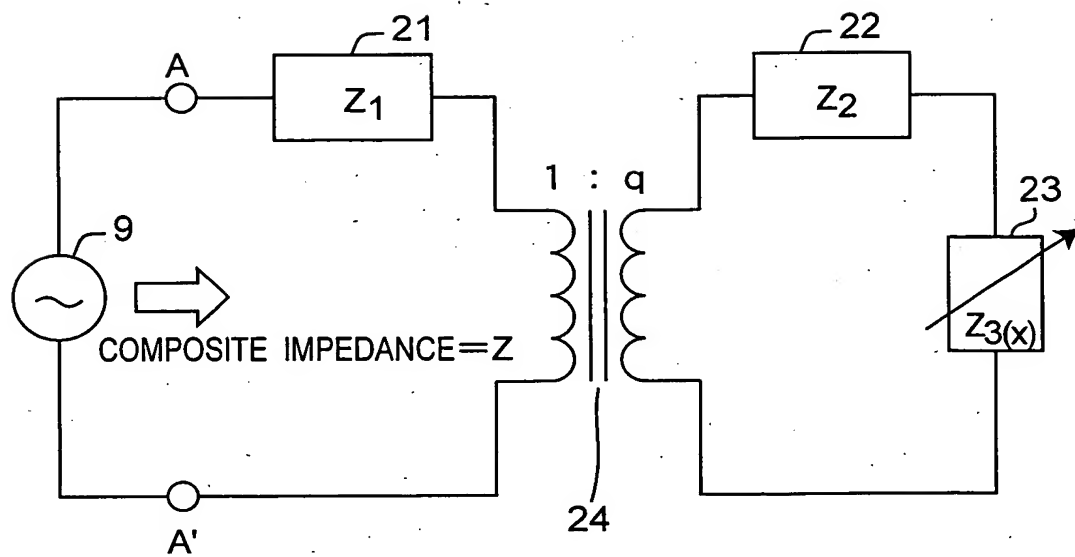 21
22
A
Z1
Z2
1 : q
23
9
Z3(x)
COMPOSITE IMPEDANCE=Z
24
A'